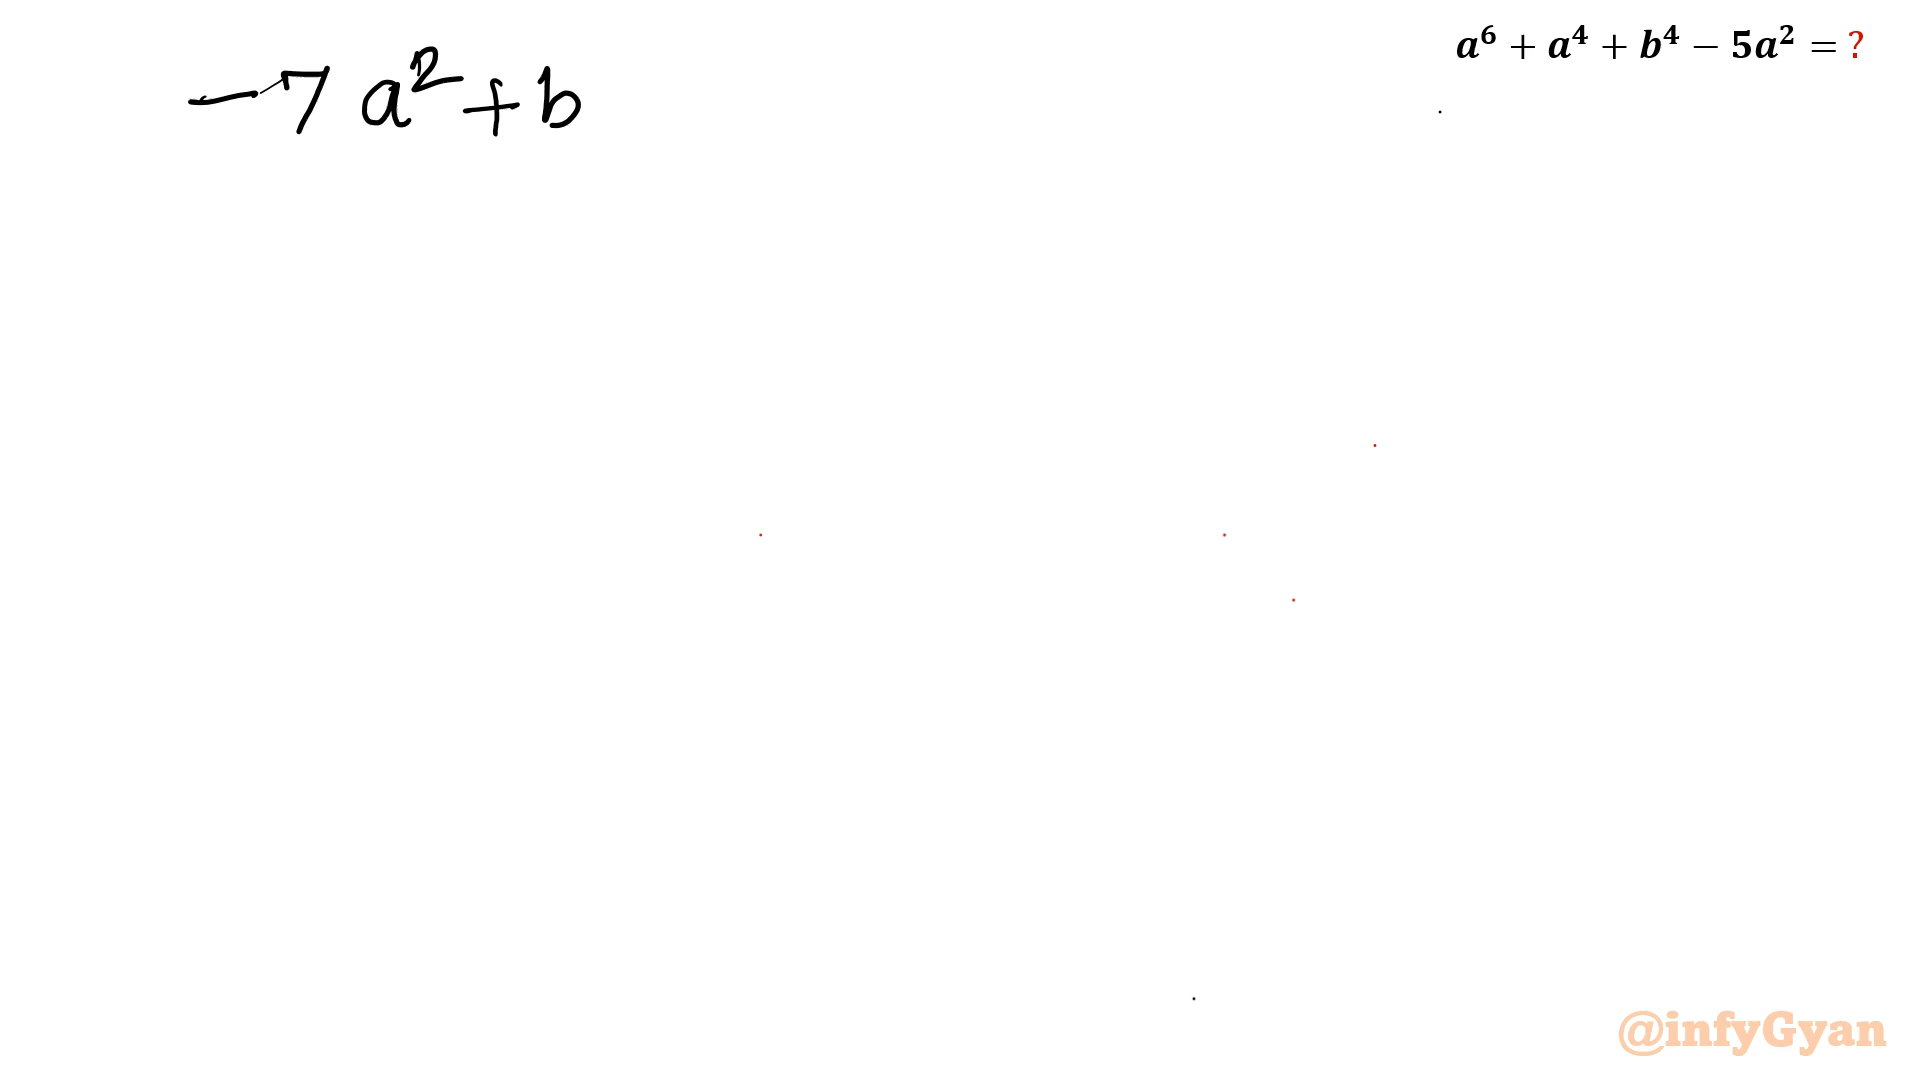 a⁶ + a⁴ + b⁴ − 5a² = ?
→ 7 a² + b
@infyGyan